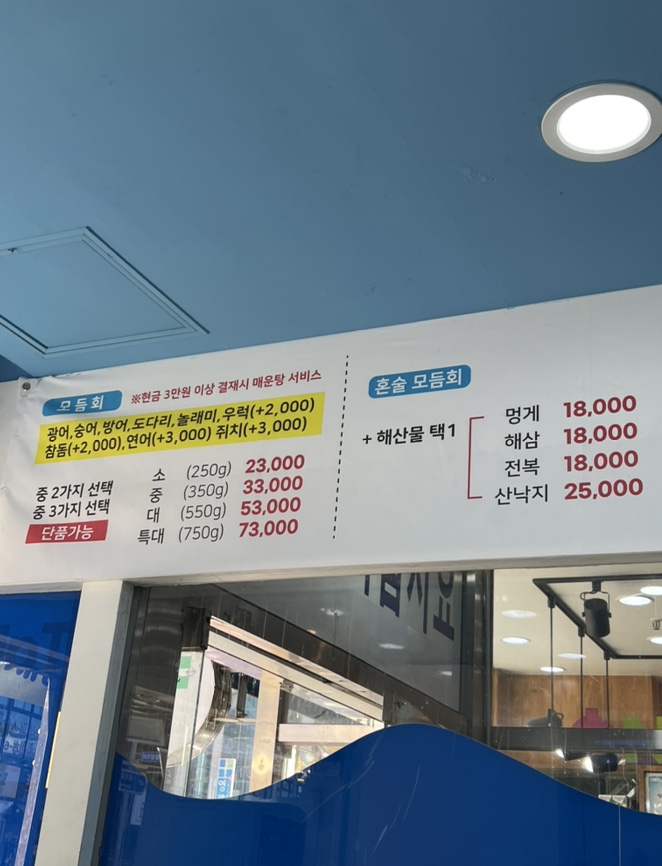 모듬회 ※현금 3만원 이상 결재시 매운탕 서비스
광어,숭어,방어,도다리,놀래미,우럭(+2,000)
참돔(+2,000),연어(+3,000) 쥐치(+3,000)
소 (250g) 23,000
중 2가지 선택 중 (350g) 33,000
중 3가지 선택 대 (550g) 53,000
단품가능 특대 (750g) 73,000
혼술 모듬회
+ 해산물 택1
멍게 18,000
해삼 18,000
전복 18,000
산낙지 25,000